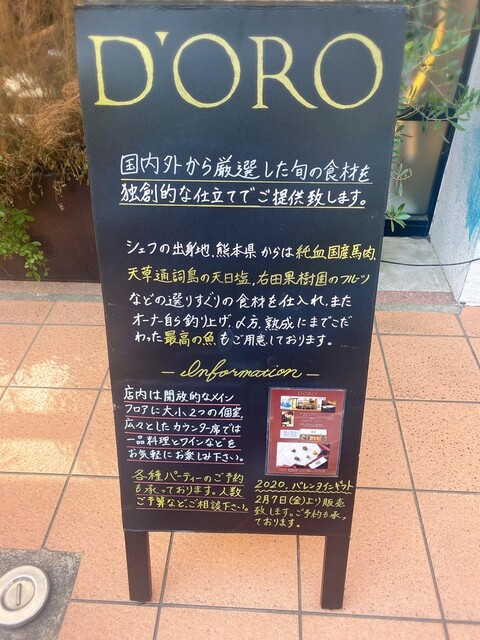 D'ORO
国内外から厳選した旬の食材を
独創的な仕立てでご提供致します。
シェフの出身地、熊本県からは純血国産馬肉、
天草通詞島の天日塩、右田果樹園のフルーツ
などの選りすぐりの食材を仕入れ、また
オーナー自ら釣り上げ、〆方、熟成にまでこだ
わった最高の魚もご用意しております。
— Information —
店内は開放的なメイン
フロアに大小2つの個室、
広々としたカウンター席では
一品料理とワインなどを
お気軽にお楽しみ下さい。
各種パーティーのご予約
も承っております。人数
ご予算など、ご相談下さい。
D'ORO
2020. バレンタインギフト
2月7日(金)より販売
致します。ご予約も承っ
ております。